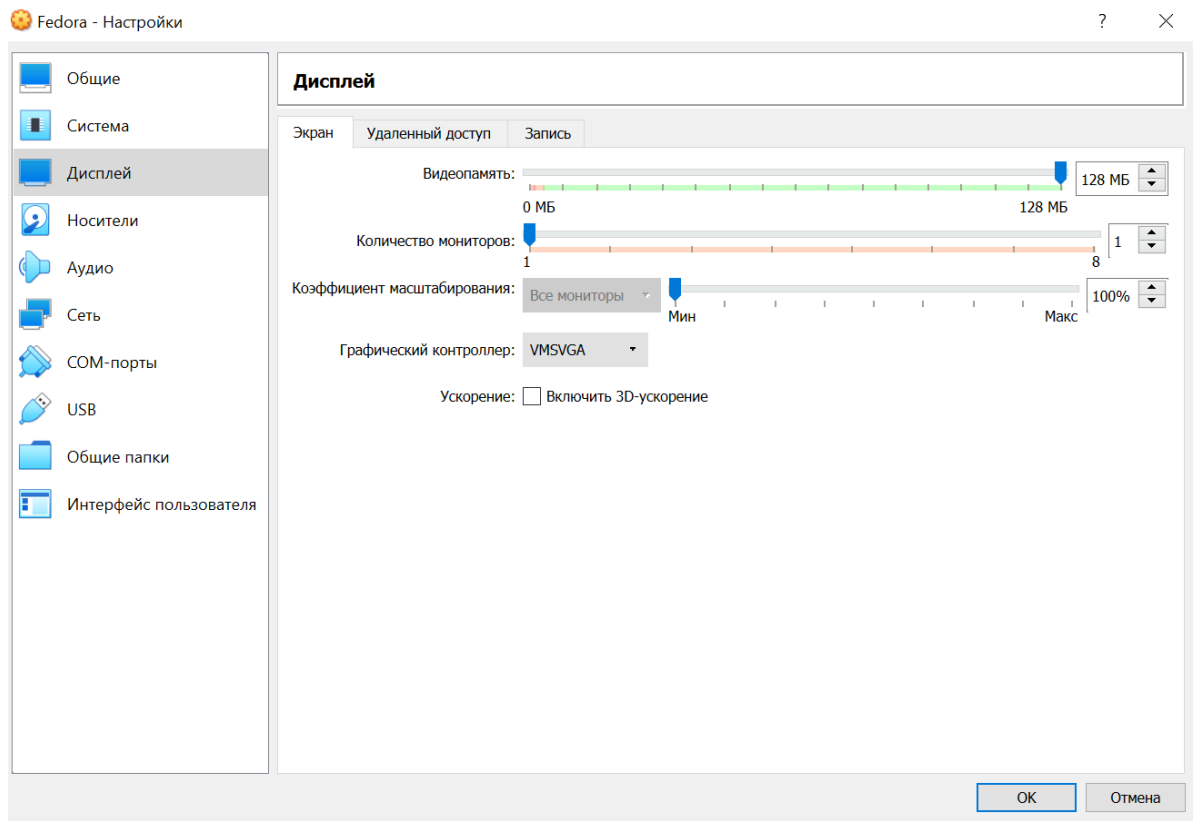 Fedora - Настройки
?
Общие
Система
Дисплей
Носители
Аудио
Сеть
COM-порты
USB
Общие папки
Интерфейс пользователя
Дисплей
Экран Удаленный доступ Запись
Видеопамять: 128 МБ
0 МБ 128 МБ
Количество мониторов: 1
1 8
Коэффициент масштабирования: Все мониторы 100%
Мин Макс
Графический контроллер: VMSVGA
Ускорение: Включить 3D-ускорение
OK Отмена